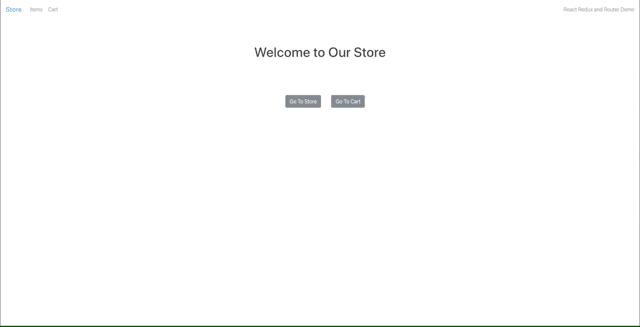 Store Items Cart React Redux and Router Demo
Welcome to Our Store
Go To Store Go To Cart